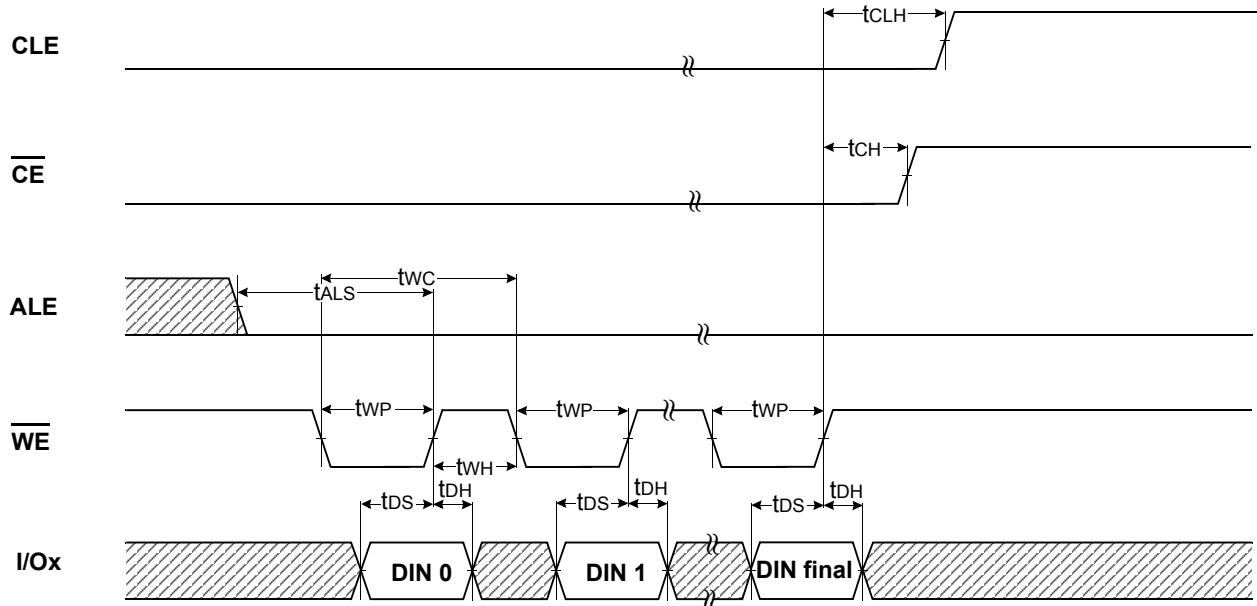 tCLH
CLE
tCH
CE
tWC
tALS
ALE
tWP tWP tWP
WE
tWH
tDH tDH tDH
tDS tDS tDS
I/Ox DIN 0 DIN 1 DIN final